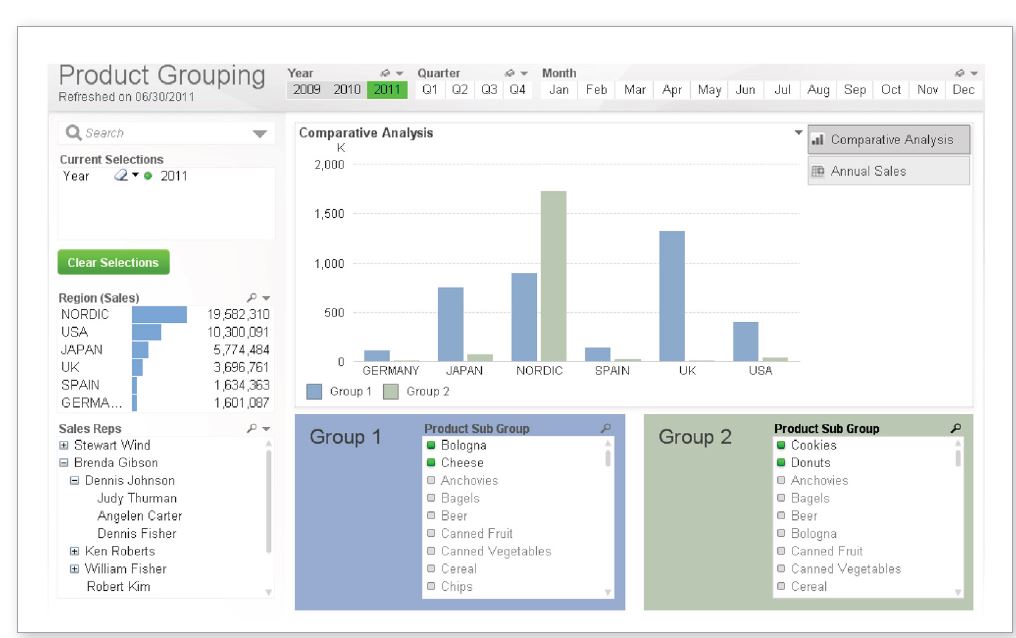 Product Grouping
Refreshed on 06/30/2011
Year
2009 2010 2011
Quarter
Q1 Q2 Q3 Q4
Month
Jan Feb Mar Apr May Jun Jul Aug Sep Oct Nov Dec
Search
Current Selections
Year 2011
Clear Selections
Region (Sales)
NORDIC 19,582,310
USA 10,300,091
JAPAN 5,774,484
UK 3,696,761
SPAIN 1,634,363
GERMA... 1,601,087
Sales Reps
Stewart Wind
Brenda Gibson
Dennis Johnson
Judy Thurman
Angelen Carter
Dennis Fisher
Ken Roberts
William Fisher
Robert Kim
Comparative Analysis
K
2,000
1,500
1,000
500
0
GERMANY JAPAN NORDIC SPAIN UK USA
Group 1 Group 2
Comparative Analysis
Annual Sales
Group 1
Product Sub Group
Bologna
Cheese
Anchovies
Bagels
Beer
Canned Fruit
Canned Vegetables
Cereal
Chips
Group 2
Product Sub Group
Cookies
Donuts
Anchovies
Bagels
Beer
Bologna
Canned Fruit
Canned Vegetables
Cereal